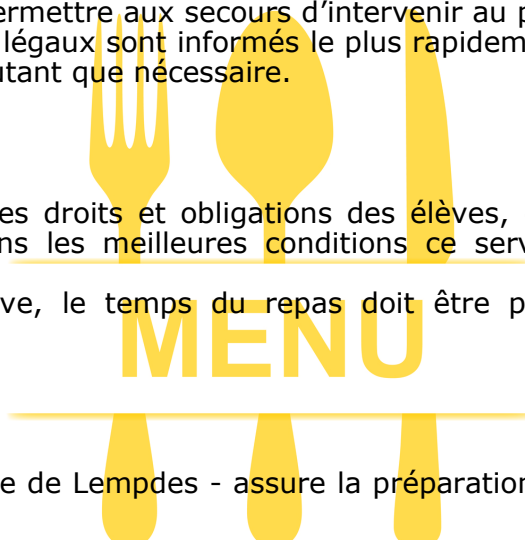 ermettre aux secours d’intervenir au p
légaux sont informés le plus rapidem
utant que nécessaire.
es droits et obligations des élèves,
ns les meilleures conditions ce serv
ve, le temps du repas doit être p
MENU
e de Lempdes - assure la préparation